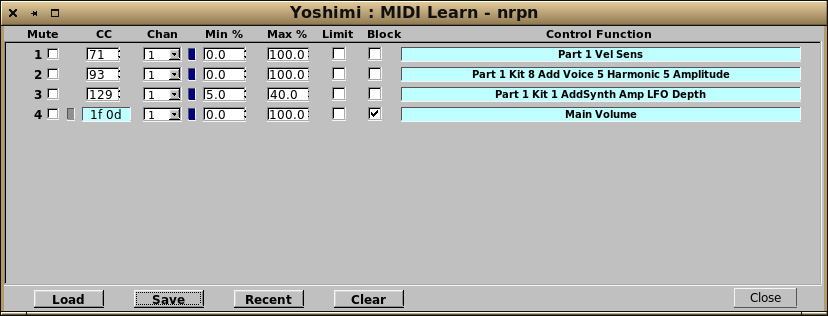 Yoshimi : MIDI Learn - nrpn
Mute CC Chan Min % Max % Limit Block Control Function
1 71 1 0.0 100.0 Part 1 Vel Sens
2 93 1 0.0 100.0 Part 1 Kit 8 Add Voice 5 Harmonic 5 Amplitude
3 129 1 5.0 40.0 Part 1 Kit 1 AddSynth Amp LFO Depth
4 1f 0d 1 0.0 100.0 Main Volume
Load Save Recent Clear Close